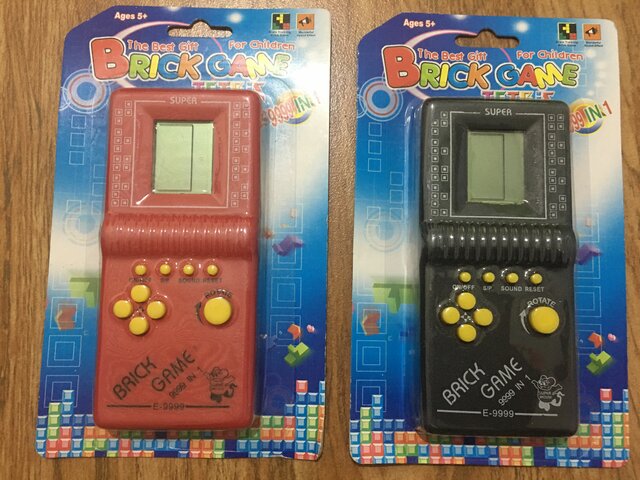 Ages 5+
The Best Gift For Children
BRICK GAME
TETRIS
9999 IN 1
SUPER
ON/OFF S/P SOUND RESET
ROTATE
BRICK
GAME
9999 IN 1
E-9999
Ages 5+
The Best Gift For Children
BRICK GAME
TETRIS
9999 IN 1
SUPER
ON/OFF S/P SOUND RESET
ROTATE
BRICK
GAME
9999 IN 1
E-9999